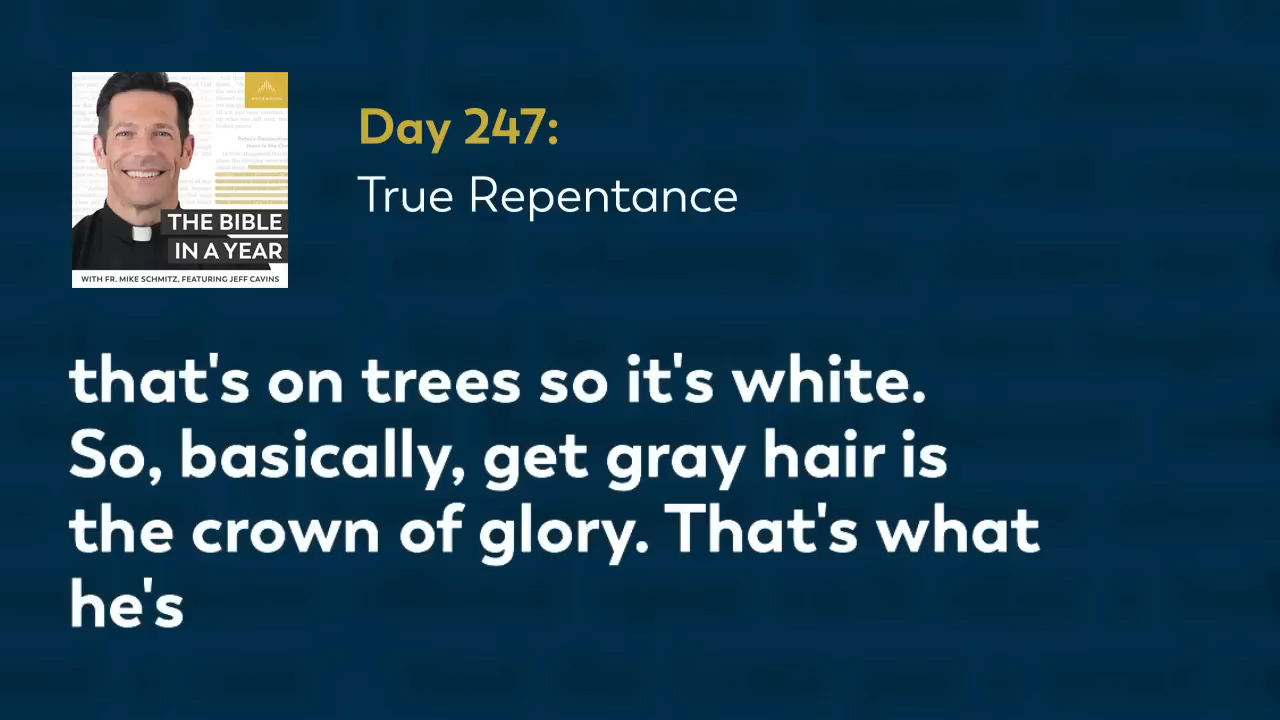 Day 247:
True Repentance
THE BIBLE
IN A YEAR
WITH FR. MIKE SCHMITZ, FEATURING JEFF CAVINS
that's on trees so it's white.
So, basically, get gray hair is
the crown of glory. That's what
he's